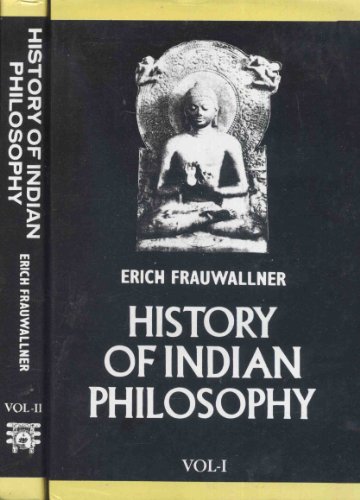 HISTORY OF INDIAN
PHILOSOPHY
ERICH FRAUWALLNER
VOL-II
ERICH FRAUWALLNER
HISTORY
OF INDIAN
PHILOSOPHY
VOL-I